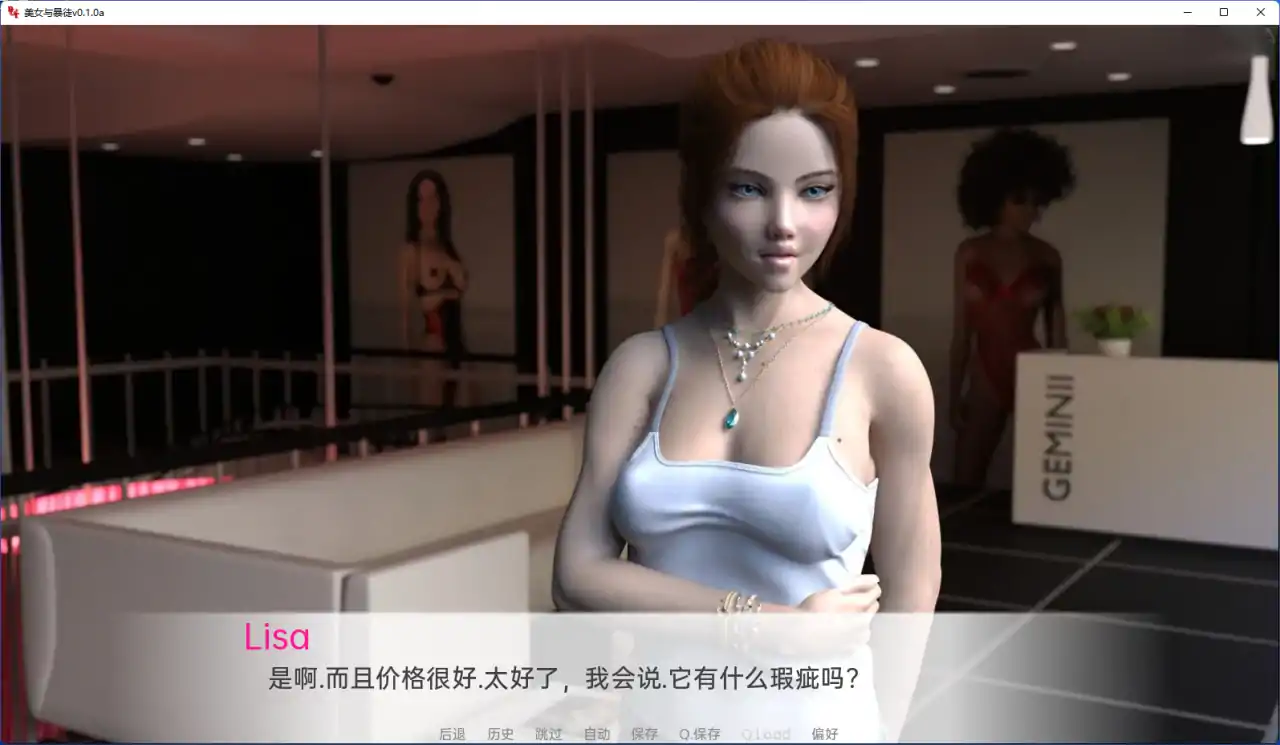 美女与暴徒v0.1.0a
GEMINII
Lisa
是啊.而且价格很好.太好了，我会说.它有什么瑕疵吗?
后退 历史 跳过 自动 保存 Q.保存 Q.load 偏好